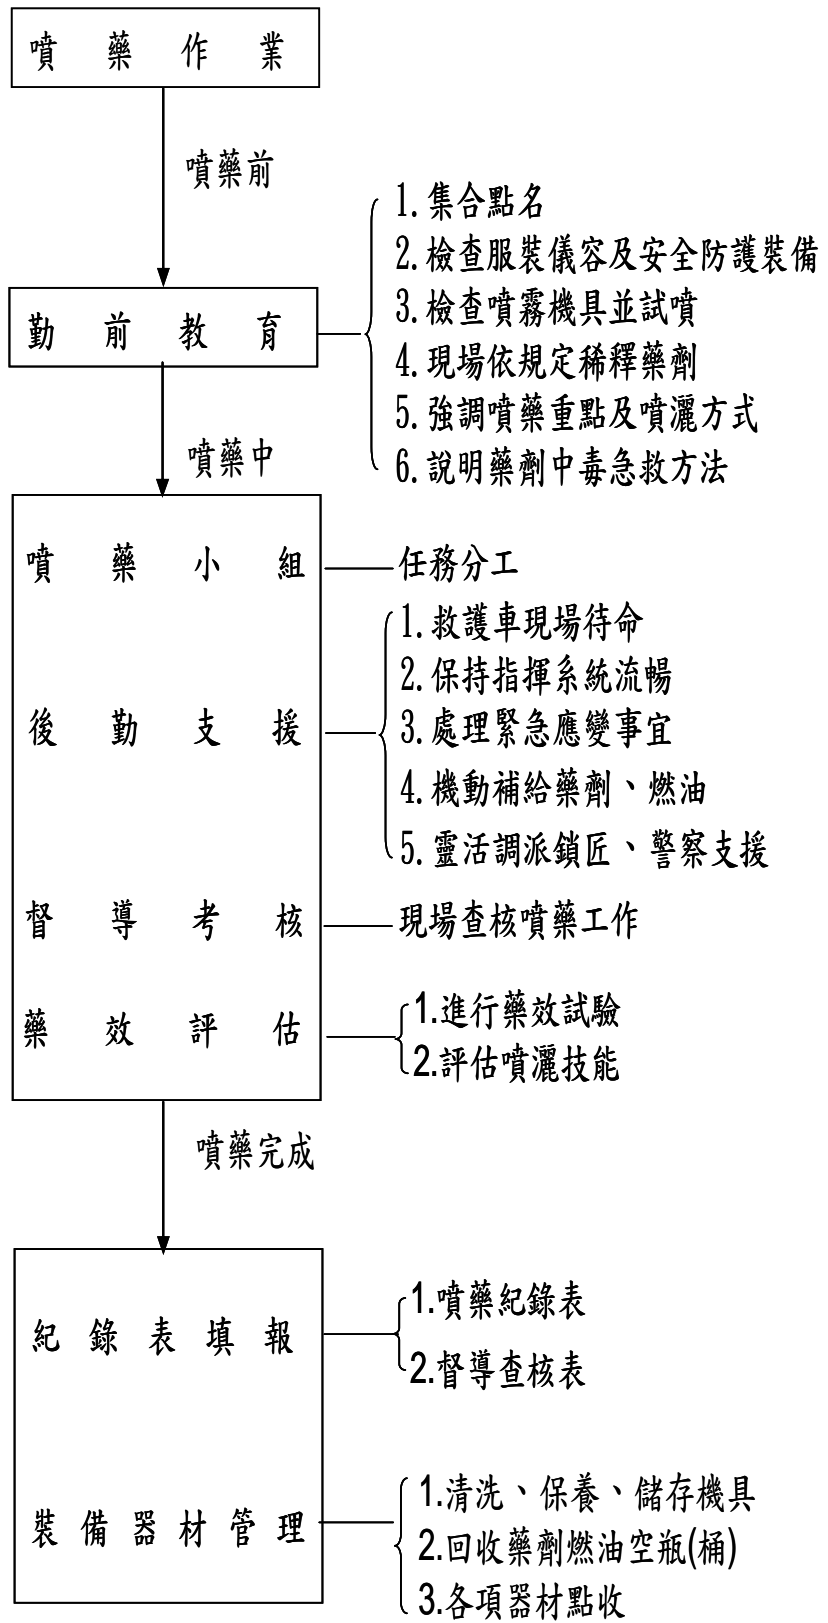 噴藥作業
噴藥前
勤前教育
1.集合點名
2.檢查服裝儀容及安全防護裝備
3.檢查噴霧機具並試噴
4.現場依規定稀釋藥劑
5.強調噴藥重點及噴灑方式
6.說明藥劑中毒急救方法
噴藥中
噴藥小組
任務分工
後勤支援
1.救護車現場待命
2.保持指揮系統流暢
3.處理緊急應變事宜
4.機動補給藥劑、燃油
5.靈活調派鎖匠、警察支援
督導考核
現場查核噴藥工作
藥效評估
1.進行藥效試驗
2.評估噴灑技能
噴藥完成
紀錄表填報
1.噴藥紀錄表
2.督導查核表
裝備器材管理
1.清洗、保養、儲存機具
2.回收藥劑燃油空瓶(桶)
3.各項器材點收